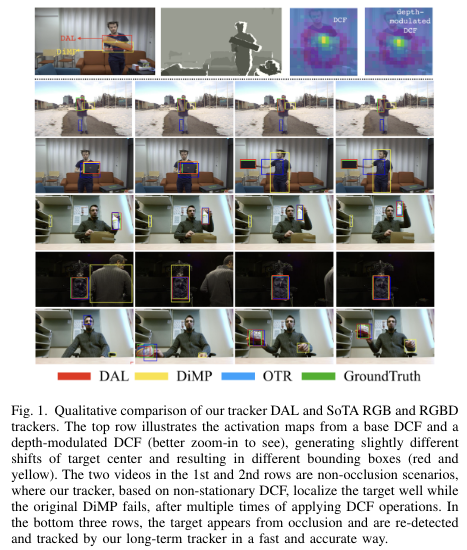 DAL
DiMP
DCF
depth-
modulated
DCF
DAL DiMP OTR GroundTruth
Fig. 1. Qualitative comparison of our tracker DAL and SoTA RGB and RGBD
trackers. The top row illustrates the activation maps from a base DCF and a
depth-modulated DCF (better zoom-in to see), generating slightly different
shifts of target center and resulting in different bounding boxes (red and
yellow). The two videos in the 1st and 2nd rows are non-occlusion scenarios,
where our tracker, based on non-stationary DCF, localize the target well while
the original DiMP fails, after multiple times of applying DCF operations. In
the bottom three rows, the target appears from occlusion and are re-detected
and tracked by our long-term tracker in a fast and accurate way.